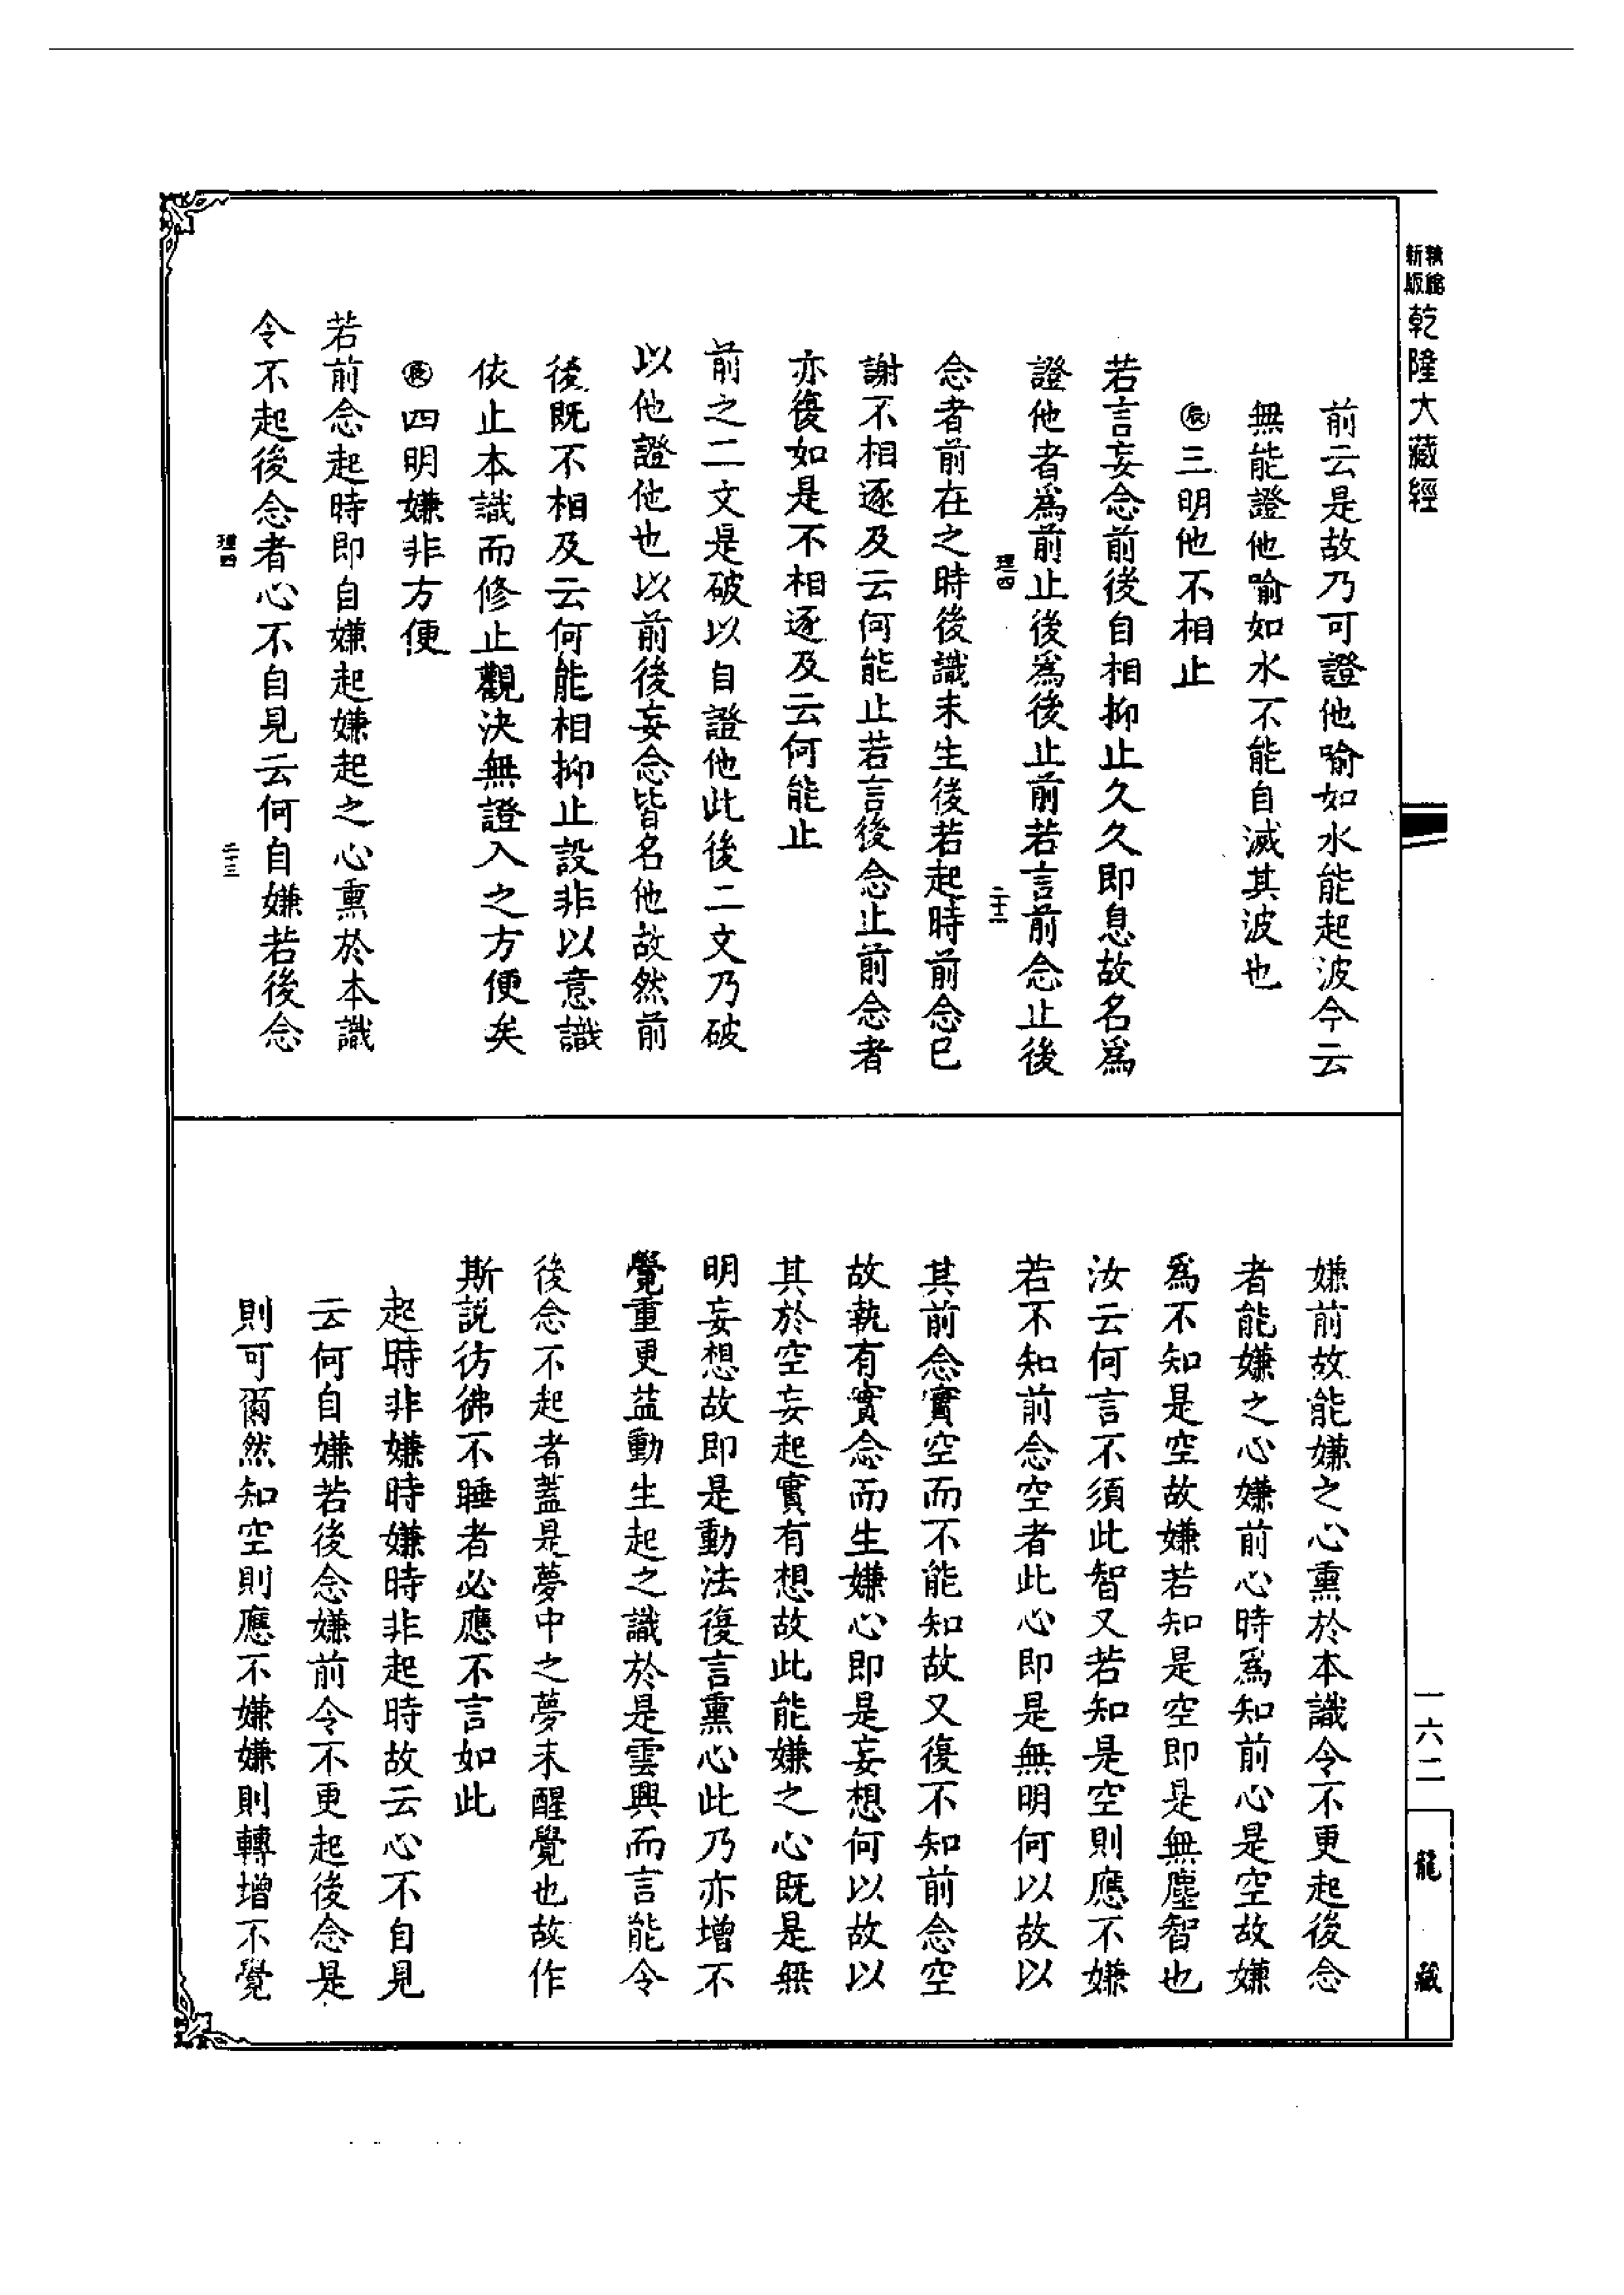 新版
精縮
乾隆大藏經
前云是故乃可證他喻如水能起波今云
無能證他喻如水不能自滅其波也
㊞三明他不相止
若言妄念前後自相抑止久久即息故名爲
證他者爲前止後爲後止前若言前念止後
理四
二十二
念者前在之時後識未生後若起時前念已
謝不相逐及云何能止若言後念止前念者
亦復如是不相逐及云何能止
前之二文是破以自證他此後二文乃破
以他證他也以前後妄念皆名他故然前
後既不相及云何能相抑止設非以意識
依止本識而修止觀決無證入之方便矣
辰四明嫌非方便
若前念起時即自嫌起嫌起之心熏於本識
令不起後念者心不自見云何自嫌若後念
理四
二十三
嫌前故能嫌之心熏於本識令不更起後念
者能嫌之心嫌前心時爲知前心是空故嫌
爲不知是空故嫌若知是空即是無塵智也
汝云何言不須此智又若知是空則應不嫌
若不知前念空者此心即是無明何以故以
其前念實空而不能知故又復不知前念空
故執有實念而生嫌心即是妄想何以故以
其於空妄起實有想故此能嫌之心既是無
明妄想故即是動法復言熏心此乃亦增不
覺重更益動生起之識於是雲興而言能令
後念不起者蓋是夢中之夢未醒覺也故作
斯説彷彿不睡者必應不言如此
起時非嫌時嫌時非起時故云心不自見
云何自嫌若後念嫌前令不更起後念是
則可爾然知空則應不嫌嫌則轉增不覺
一六二
龍藏